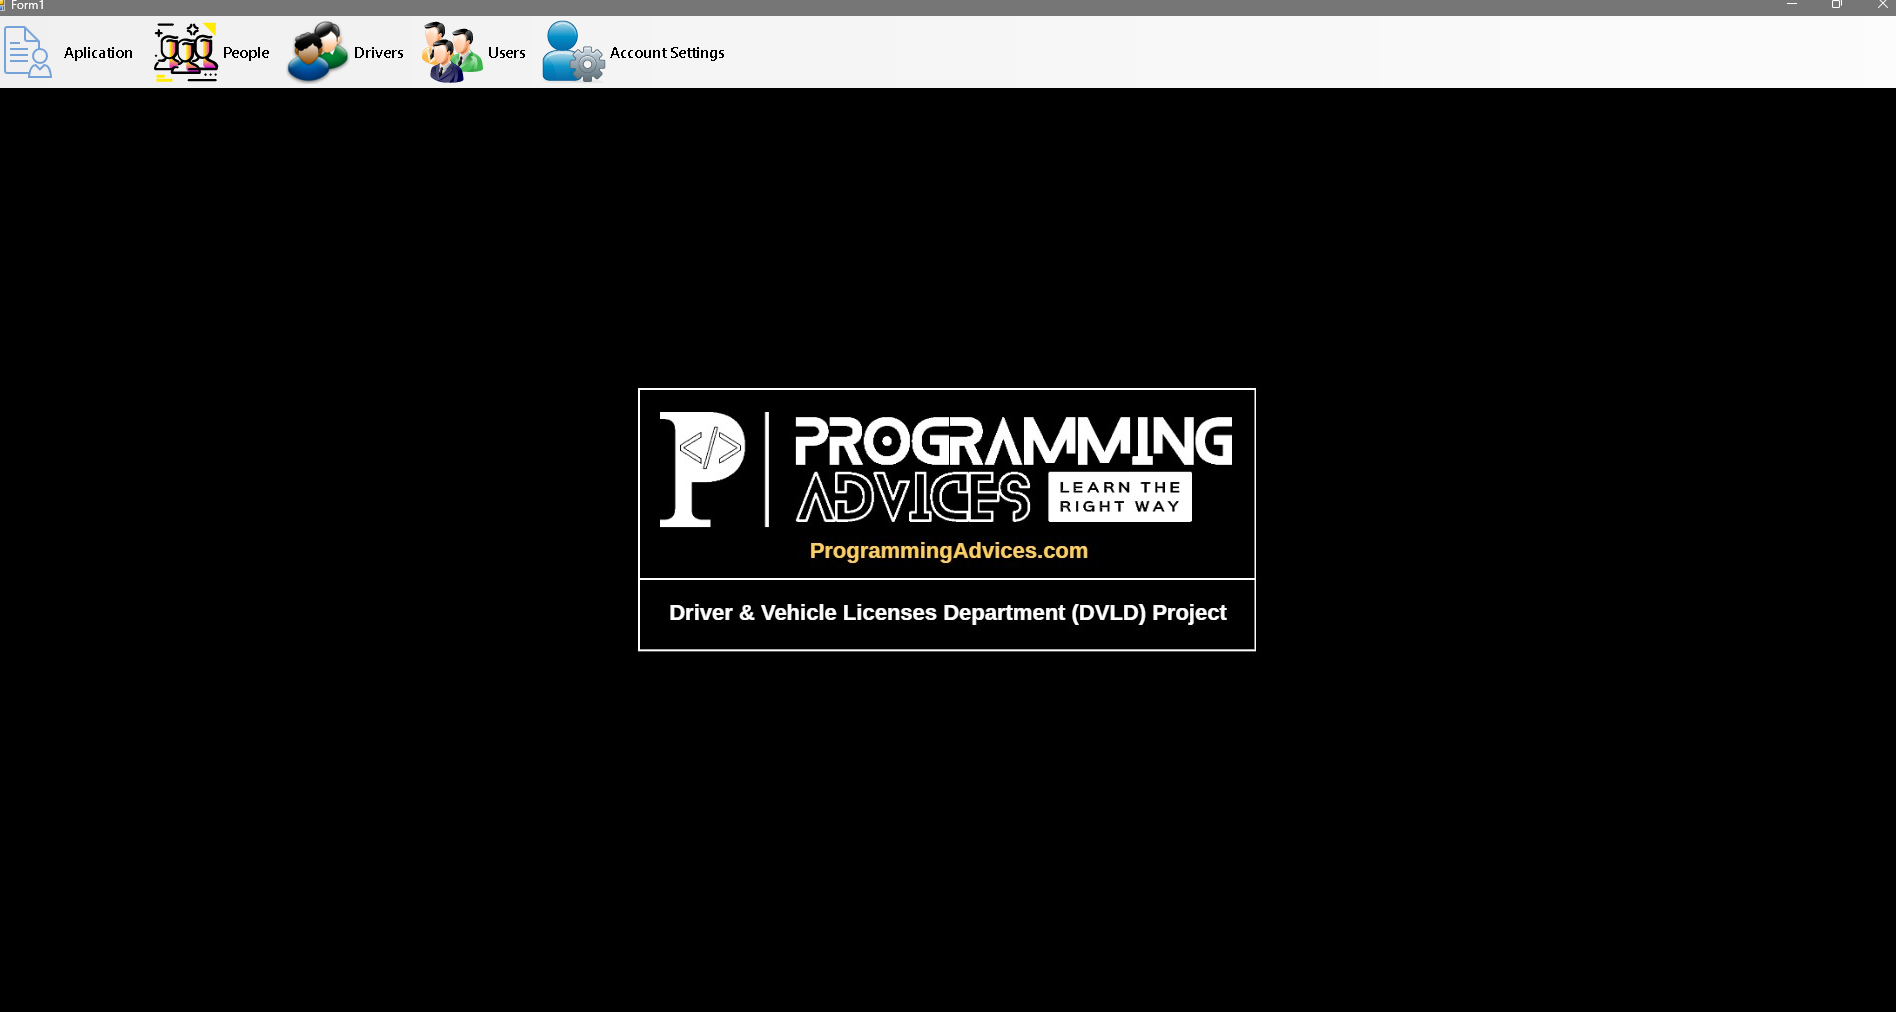 Form1
Aplication People Drivers Users Account Settings
P </> PROGRAMMING
ADVICES LEARN THE
RIGHT WAY
ProgrammingAdvices.com
Driver & Vehicle Licenses Department (DVLD) Project